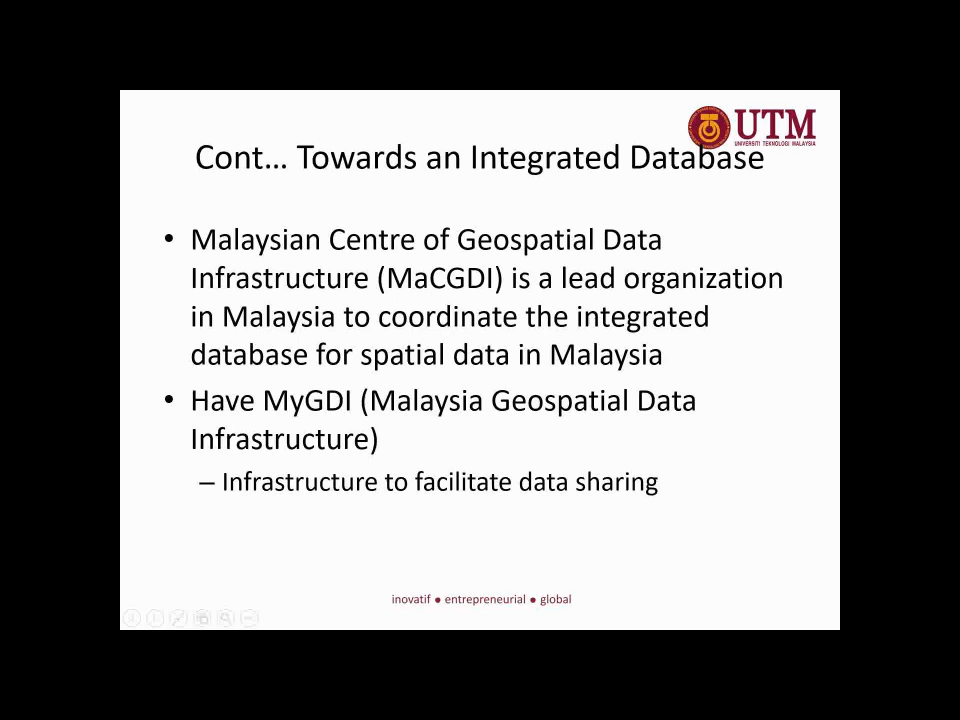 UTM
UNIVERSITI TEKNOLOGI MALAYSIA
Cont... Towards an Integrated Database
• Malaysian Centre of Geospatial Data
Infrastructure (MaCGDI) is a lead organization
in Malaysia to coordinate the integrated
database for spatial data in Malaysia
• Have MyGDI (Malaysia Geospatial Data
Infrastructure)
– Infrastructure to facilitate data sharing
inovatif ● entrepreneurial ● global